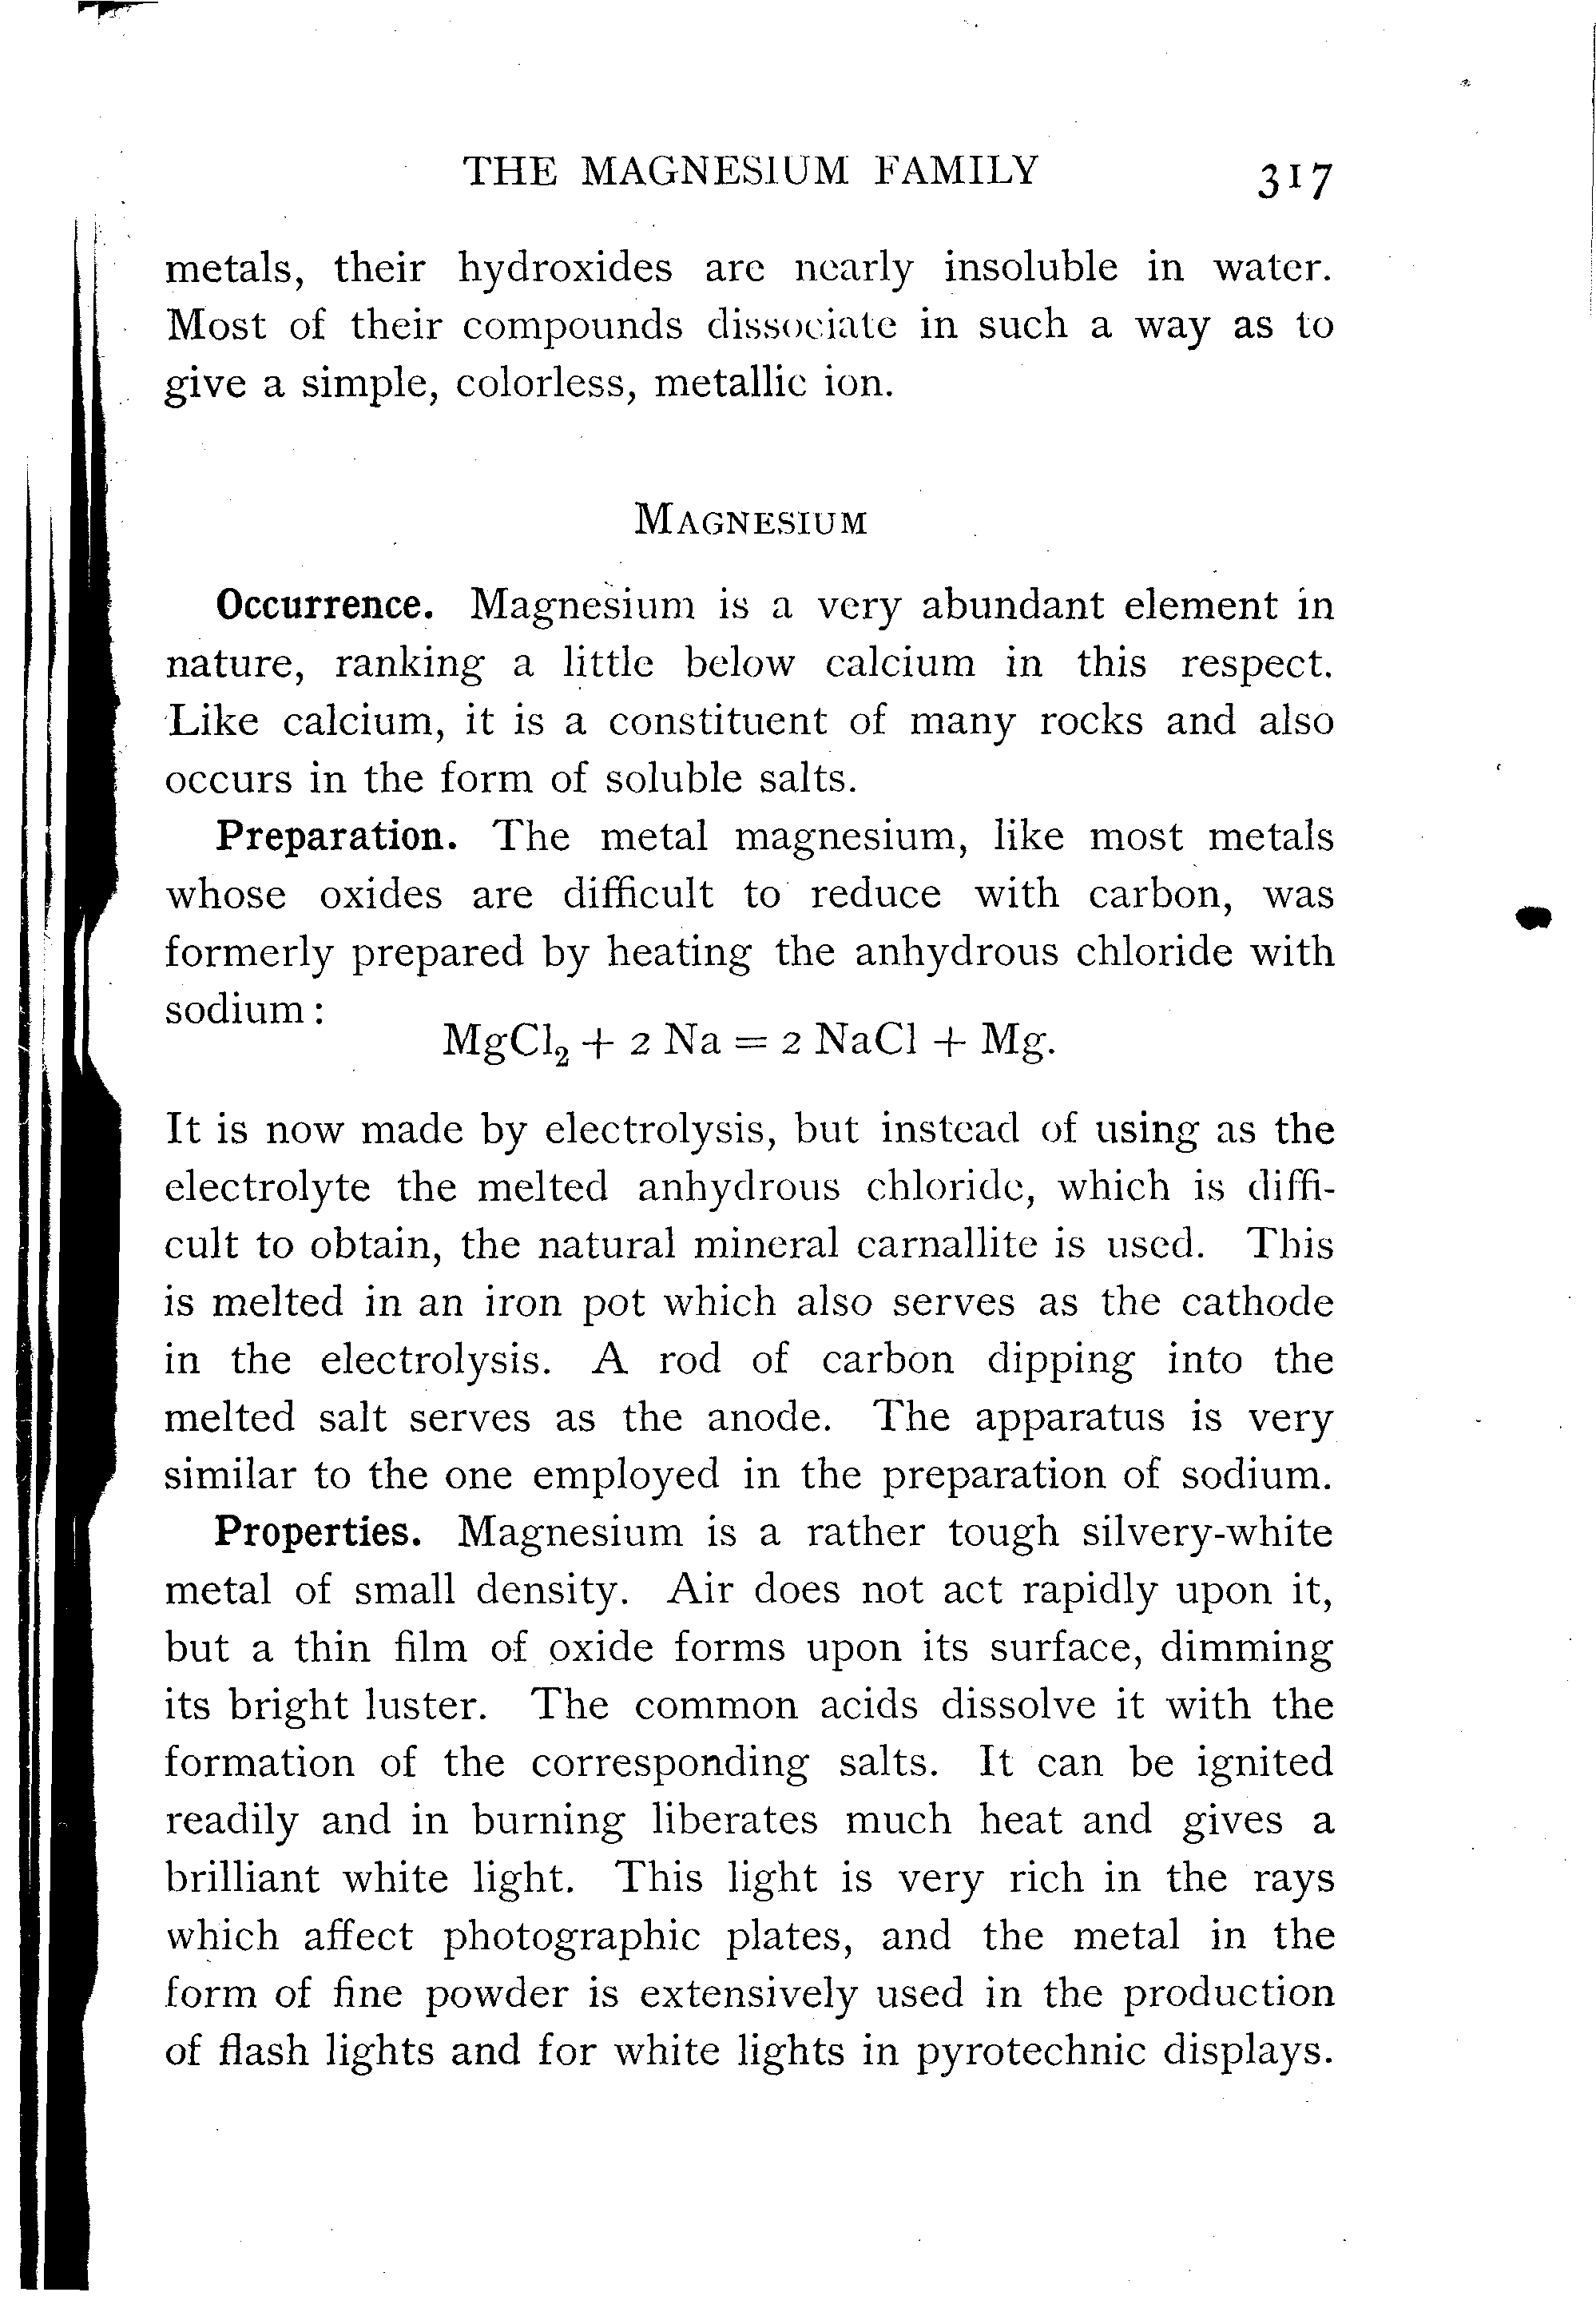 THE MAGNESIUM FAMILY 317
metals, their hydroxides are nearly insoluble in water.
Most of their compounds dissociate in such a way as to
give a simple, colorless, metallic ion.
MAGNESIUM
Occurrence. Magnesium is a very abundant element in
nature, ranking a little below calcium in this respect.
Like calcium, it is a constituent of many rocks and also
occurs in the form of soluble salts.
Preparation. The metal magnesium, like most metals
whose oxides are difficult to reduce with carbon, was
formerly prepared by heating the anhydrous chloride with
sodium:
MgCl₂ + 2 Na = 2 NaCl + Mg.
It is now made by electrolysis, but instead of using as the
electrolyte the melted anhydrous chloride, which is diffi-
cult to obtain, the natural mineral carnallite is used. This
is melted in an iron pot which also serves as the cathode
in the electrolysis. A rod of carbon dipping into the
melted salt serves as the anode. The apparatus is very
similar to the one employed in the preparation of sodium.
Properties. Magnesium is a rather tough silvery-white
metal of small density. Air does not act rapidly upon it,
but a thin film of oxide forms upon its surface, dimming
its bright luster. The common acids dissolve it with the
formation of the corresponding salts. It can be ignited
readily and in burning liberates much heat and gives a
brilliant white light. This light is very rich in the rays
which affect photographic plates, and the metal in the
form of fine powder is extensively used in the production
of flash lights and for white lights in pyrotechnic displays.